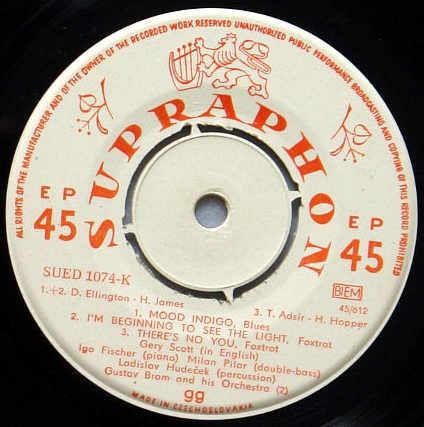 ALL RIGHTS OF THE MANUFACTURER AND OF THE OWNER OF THE RECORDED WORK RESERVED UNAUTHORIZED PUBLIC PERFORMANCE BROADCASTING AND COPYING OF THIS RECORD PROHIBITED
SUPRAPHON
EP
45
EP
45
SUED 1074-K
BIEM
45/612
1.+2. D. Ellington - H. James
3. T. Adsir - H. Hopper
1. MOOD INDIGO, Blues
2. I'M BEGINNING TO SEE THE LIGHT, Foxtrot
3. THERE'S NO YOU, Foxtrot
Gery Scott (in English)
Igo Fischer (piano) Milan Pilar (double-bass)
Ladislav Hudeček (percussion)
Gustav Brom and his Orchestra (2)
gg
MADE IN CZECHOSLOVAKIA